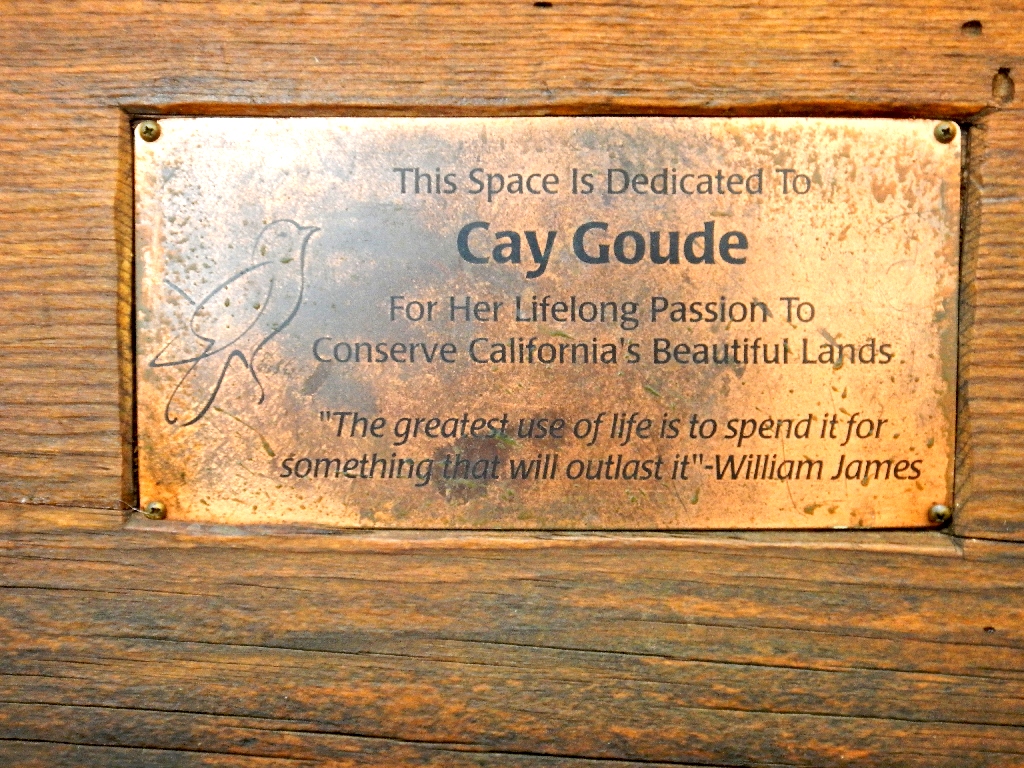 This Space Is Dedicated To
Cay Goude
For Her Lifelong Passion To
Conserve California's Beautiful Lands
"The greatest use of life is to spend it for
something that will outlast it"-William James